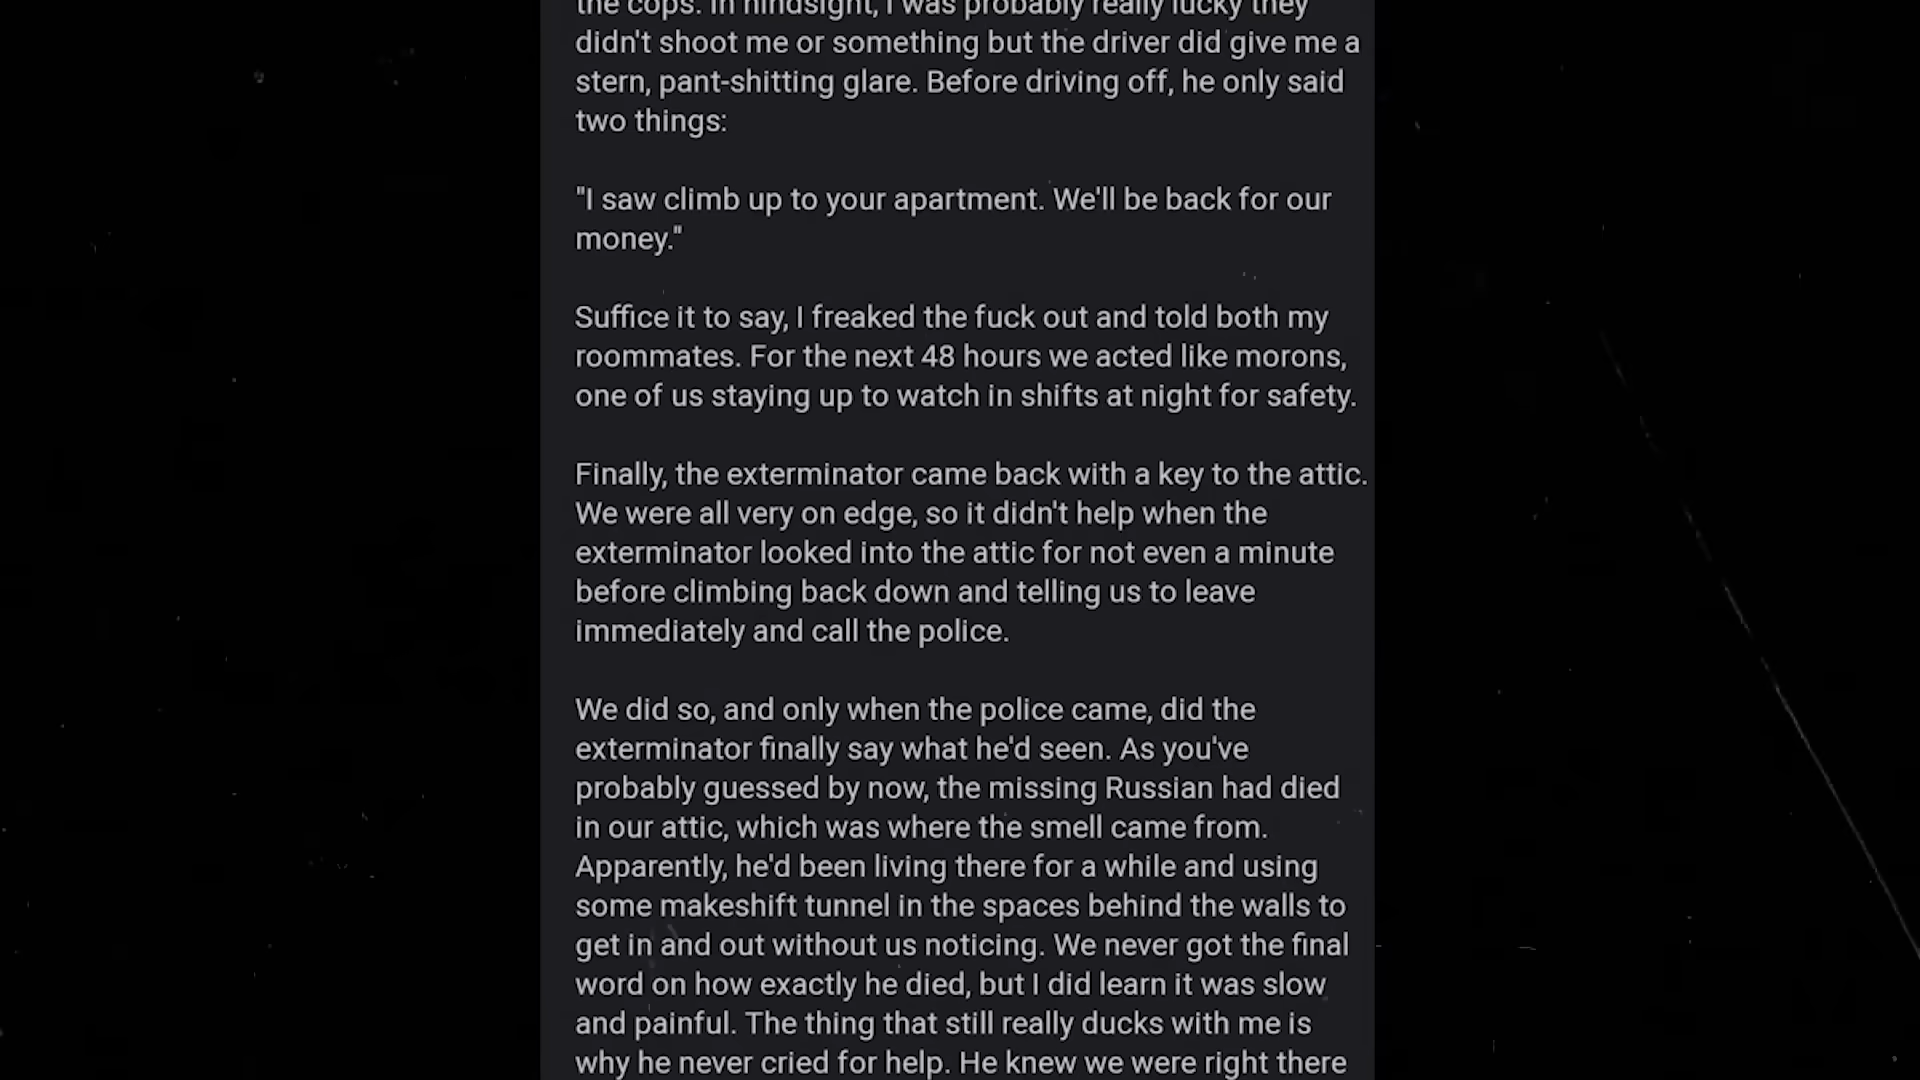 the cops. In hindsight, I was probably really lucky they
didn't shoot me or something but the driver did give me a
stern, pant-shitting glare. Before driving off, he only said
two things:
"I saw climb up to your apartment. We'll be back for our
money."
Suffice it to say, I freaked the fuck out and told both my
roommates. For the next 48 hours we acted like morons,
one of us staying up to watch in shifts at night for safety.
Finally, the exterminator came back with a key to the attic.
We were all very on edge, so it didn't help when the
exterminator looked into the attic for not even a minute
before climbing back down and telling us to leave
immediately and call the police.
We did so, and only when the police came, did the
exterminator finally say what he'd seen. As you've
probably guessed by now, the missing Russian had died
in our attic, which was where the smell came from.
Apparently, he'd been living there for a while and using
some makeshift tunnel in the spaces behind the walls to
get in and out without us noticing. We never got the final
word on how exactly he died, but I did learn it was slow
and painful. The thing that still really ducks with me is
why he never cried for help. He knew we were right there